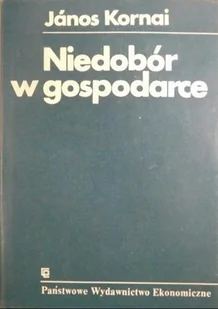 János Kornai
Niedobór
w gospodarce
Państwowe Wydawnictwo Ekonomiczne